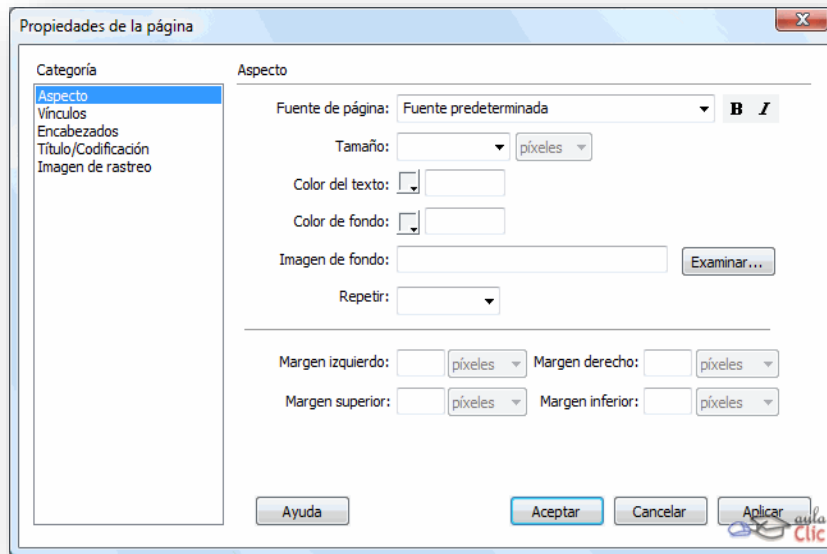 Propiedades de la página
Categoría
Aspecto
Vínculos
Encabezados
Título/Codificación
Imagen de rastreo
Aspecto
Fuente de página: Fuente predeterminada B I
Tamaño: píxeles
Color del texto:
Color de fondo:
Imagen de fondo: Examinar...
Repetir:
Margen izquierdo: píxeles Margen derecho: píxeles
Margen superior: píxeles Margen inferior: píxeles
Ayuda Aceptar Cancelar Aplicar
aula
Clic